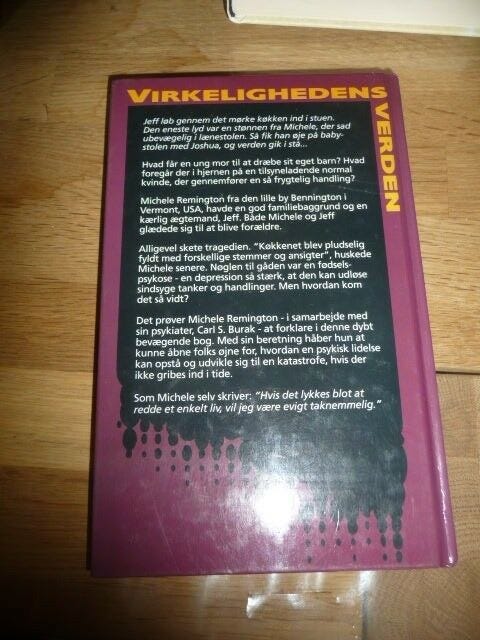 VIRKELIGHEDENS
VERDEN
Jeff løb gennem det mørke køkken ind i stuen.
Den eneste lyd var en stønnen fra Michele, der sad
ubevægelig i lænestolen. Så fik han øje på baby-
stolen med Joshua, og verden gik i stå...
Hvad får en ung mor til at dræbe sit eget barn? Hvad
foregår der i hjernen på en tilsyneladende normal
kvinde, der gennemfører en så frygtelig handling?
Michele Remington fra den lille by Bennington i
Vermont, USA, havde en god familiebaggrund og en
kærlig ægtemand, Jeff. Både Michele og Jeff
glædede sig til at blive forældre.
Alligevel skete tragedien. "Køkkenet blev pludselig
fyldt med forskellige stemmer og ansigter", huskede
Michele senere. Nøglen til gåden var en fødsels-
psykose - en depression så stærk, at den kan udløse
sindsyge tanker og handlinger. Men hvordan kom
det så vidt?
Det prøver Michele Remington - i samarbejde med
sin psykiater, Carl S. Burak - at forklare i denne dybt
bevægende bog. Med sin beretning håber hun at
kunne åbne folks øjne for, hvordan en psykisk lidelse
kan opstå og udvikle sig til en katastrofe, hvis der
ikke gribes ind i tide.
Som Michele selv skriver: "Hvis det lykkes blot at
redde et enkelt liv, vil jeg være evigt taknemmelig."